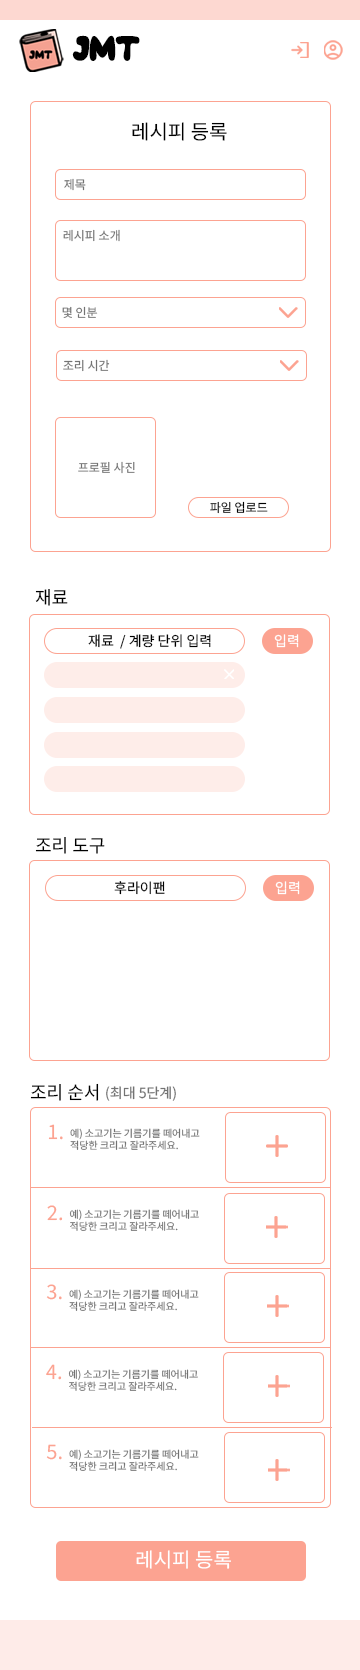 JMT
JMT
레시피 등록
제목
레시피 소개
몇 인분
조리 시간
프로필 사진
파일 업로드
재료
재료 / 계량 단위 입력
입력
조리 도구
후라이팬
입력
조리 순서 (최대 5단계)
1. 예) 소고기는 기름기를 떼어내고
적당한 크리고 잘라주세요.
2. 예) 소고기는 기름기를 떼어내고
적당한 크리고 잘라주세요.
3. 예) 소고기는 기름기를 떼어내고
적당한 크리고 잘라주세요.
4. 예) 소고기는 기름기를 떼어내고
적당한 크리고 잘라주세요.
5. 예) 소고기는 기름기를 떼어내고
적당한 크리고 잘라주세요.
레시피 등록